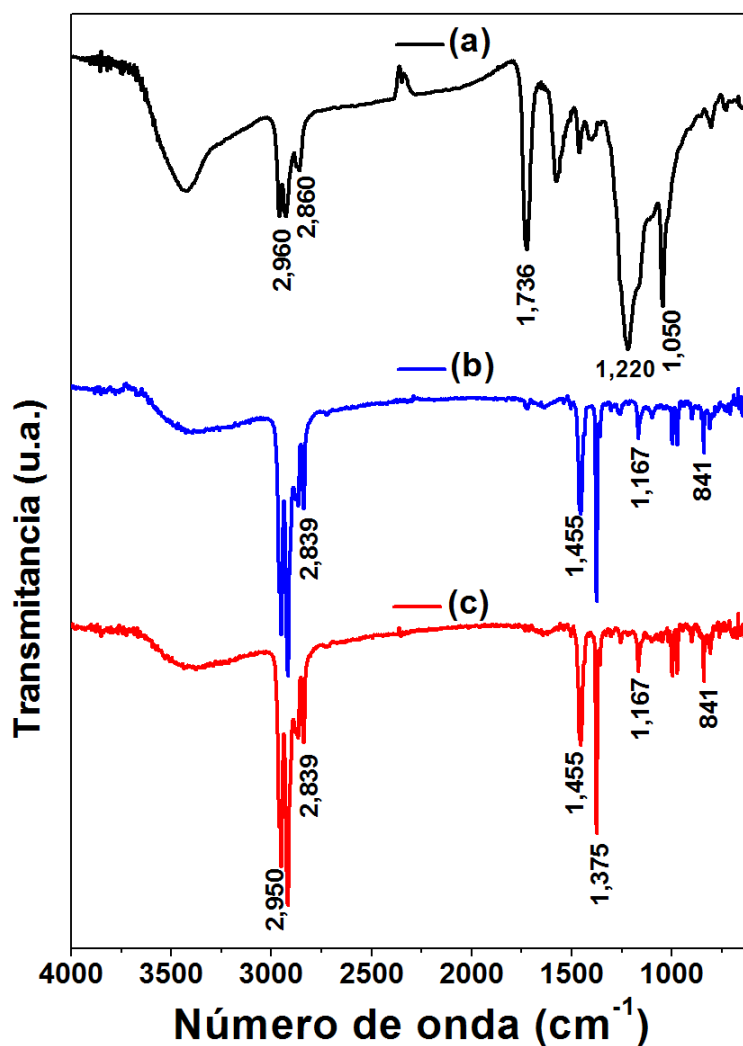 (a)
2,960
2,860
1,736
1,220
1,050
(b)
2,839
1,455
1,167
841
(c)
2,950
2,839
1,455
1,375
1,167
841
Transmitancia (u.a.)
4000 3500 3000 2500 2000 1500 1000
Número de onda (cm⁻¹)